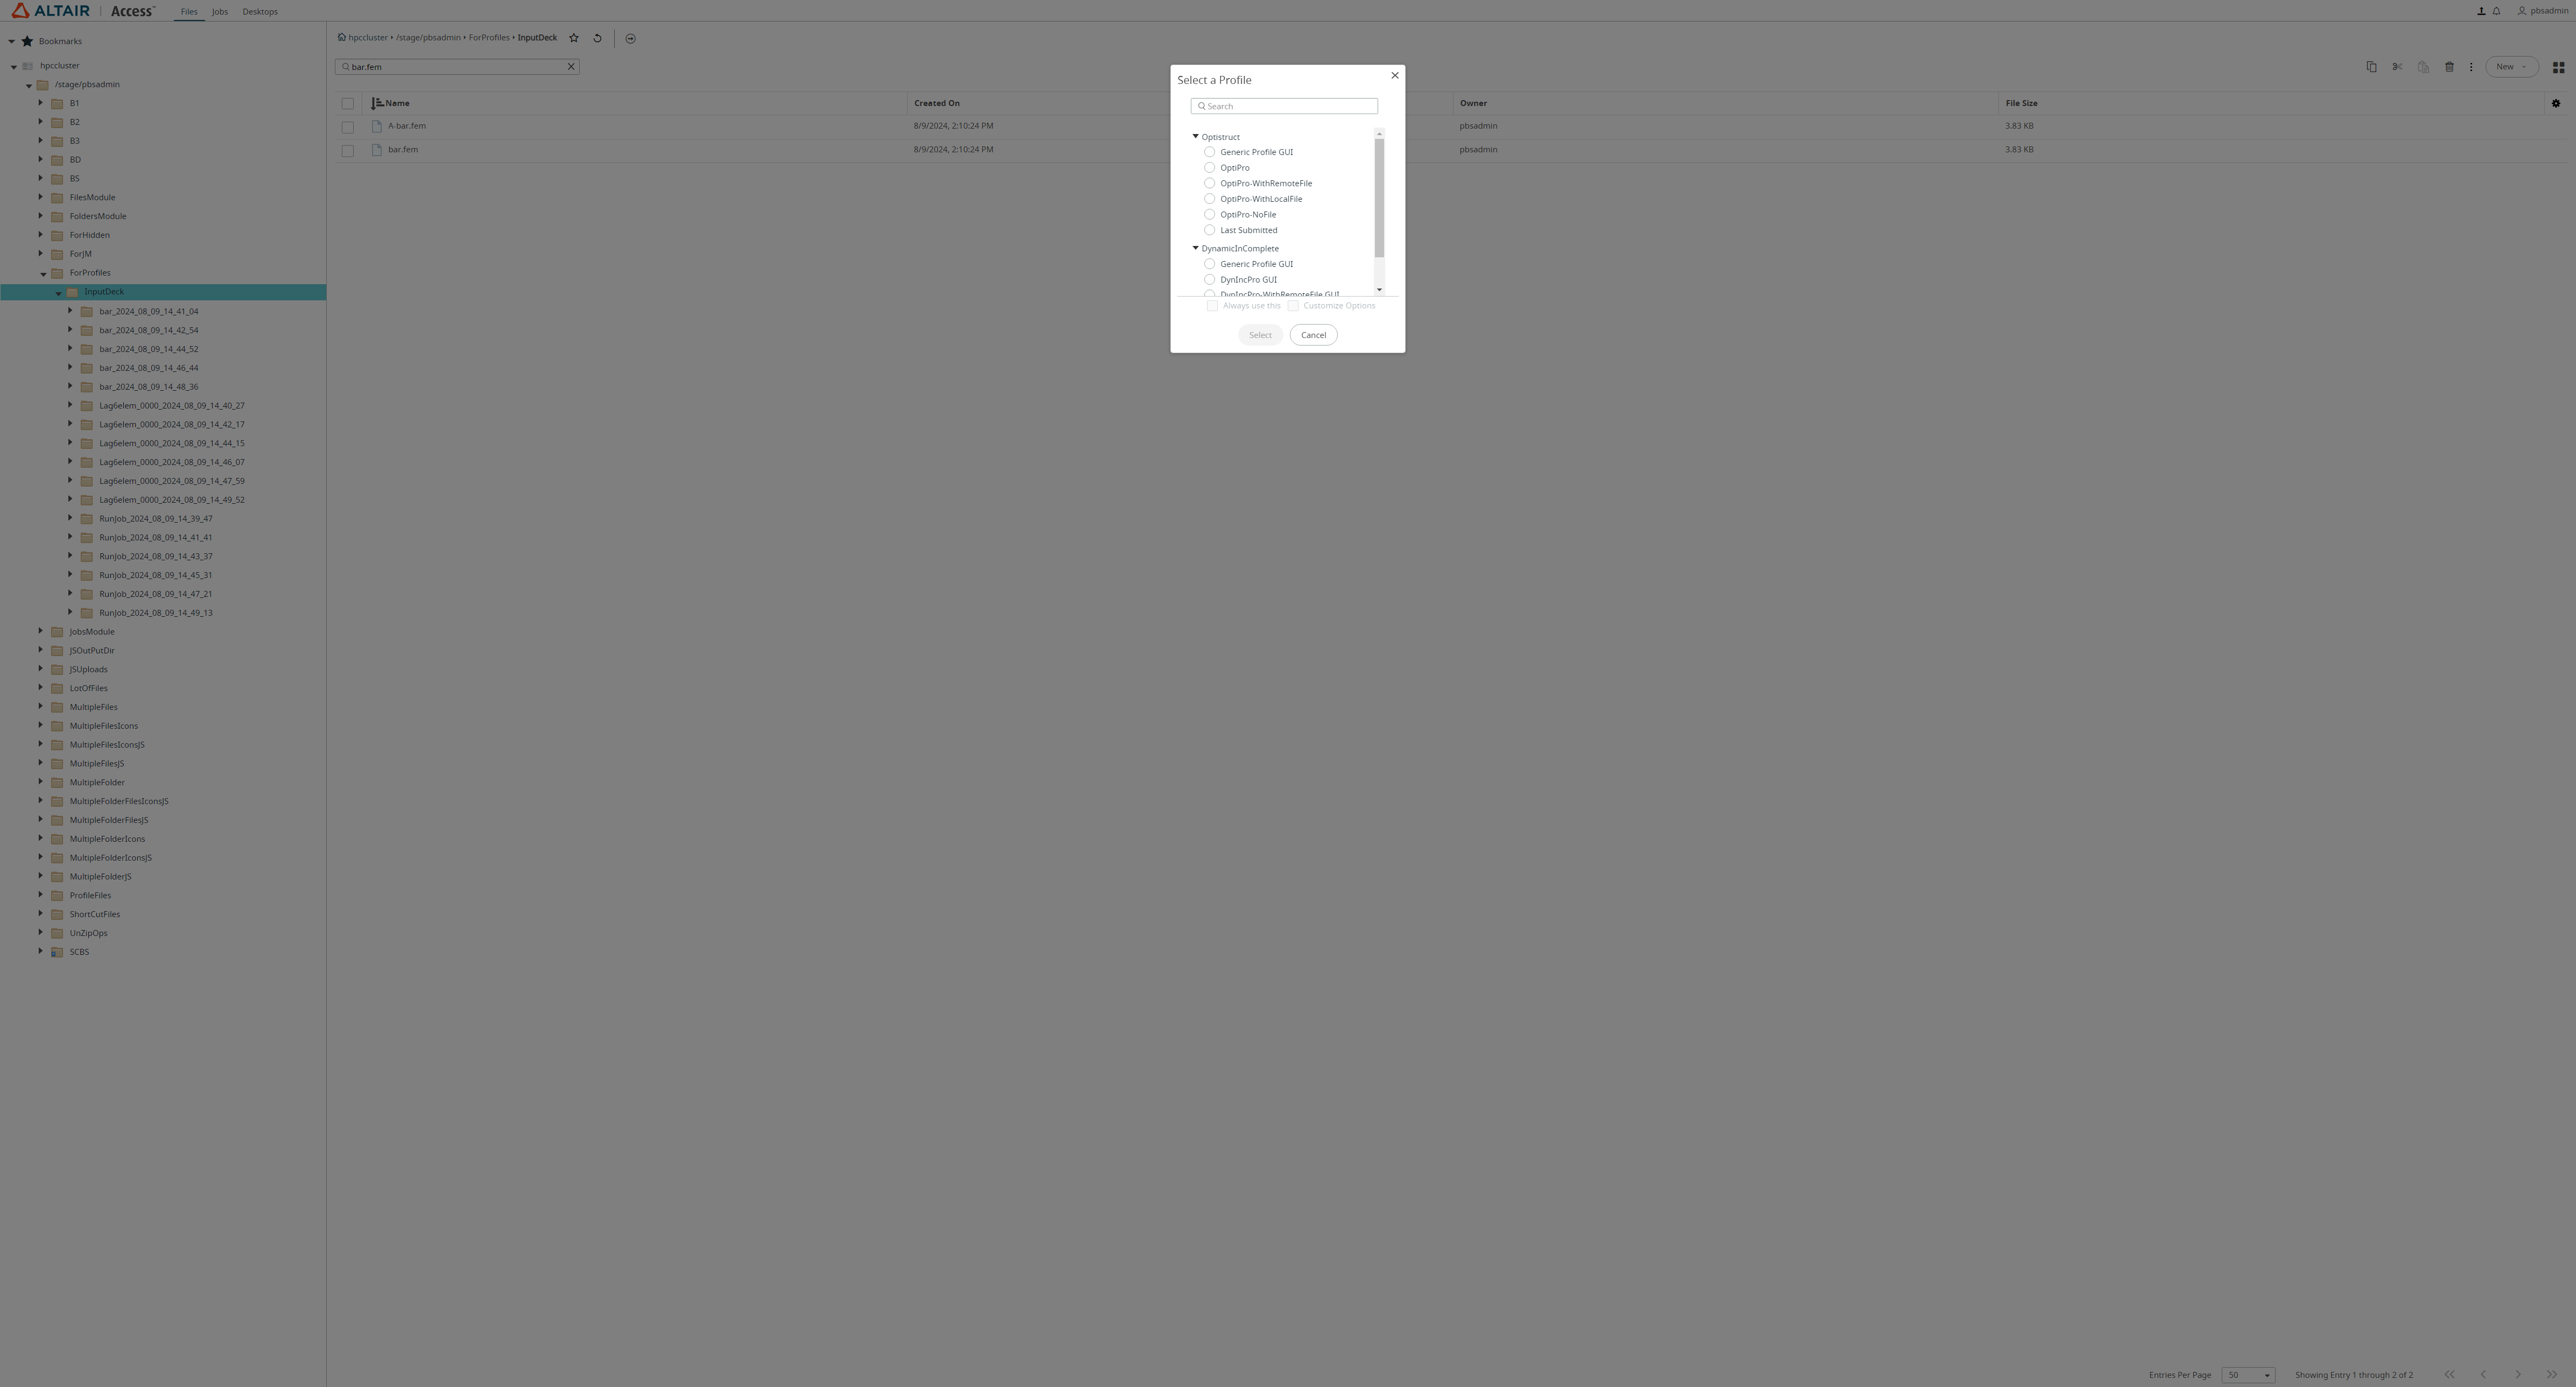 ALTAIR | Access™ Files Jobs Desktops pbsadmin
Bookmarks
hpccluster
/stage/pbsadmin
B1
B2
B3
BD
BS
FilesModule
FoldersModule
ForHidden
ForJM
ForProfiles
InputDeck
bar_2024_08_09_14_41_04
bar_2024_08_09_14_42_54
bar_2024_08_09_14_44_52
bar_2024_08_09_14_46_44
bar_2024_08_09_14_48_36
Lag6elem_0000_2024_08_09_14_40_27
Lag6elem_0000_2024_08_09_14_42_17
Lag6elem_0000_2024_08_09_14_44_15
Lag6elem_0000_2024_08_09_14_46_07
Lag6elem_0000_2024_08_09_14_47_59
Lag6elem_0000_2024_08_09_14_49_52
RunJob_2024_08_09_14_39_47
RunJob_2024_08_09_14_41_41
RunJob_2024_08_09_14_43_37
RunJob_2024_08_09_14_45_31
RunJob_2024_08_09_14_47_21
RunJob_2024_08_09_14_49_13
JobsModule
JSOutPutDir
JSUploads
LotOfFiles
MultipleFiles
MultipleFilesIcons
MultipleFilesIconsJS
MultipleFilesJS
MultipleFolder
MultipleFolderFilesIconsJS
MultipleFolderFilesJS
MultipleFolderIcons
MultipleFolderIconsJS
MultipleFolderJS
ProfileFiles
ShortCutFiles
UnZipOps
SCBS
hpccluster /stage/pbsadmin ForProfiles InputDeck
bar.fem
New
Name Created On Owner File Size
A-bar.fem 8/9/2024, 2:10:24 PM pbsadmin 3.83 KB
bar.fem 8/9/2024, 2:10:24 PM pbsadmin 3.83 KB
Select a Profile
Search
Optistruct
Generic Profile GUI
OptiPro
OptiPro-WithRemoteFile
OptiPro-WithLocalFile
OptiPro-NoFile
Last Submitted
DynamicInComplete
Generic Profile GUI
DynIncPro GUI
DynIncPro-WithRemoteFile GUI
Always use this Customize Options
Select Cancel
Entries Per Page 50 Showing Entry 1 through 2 of 2